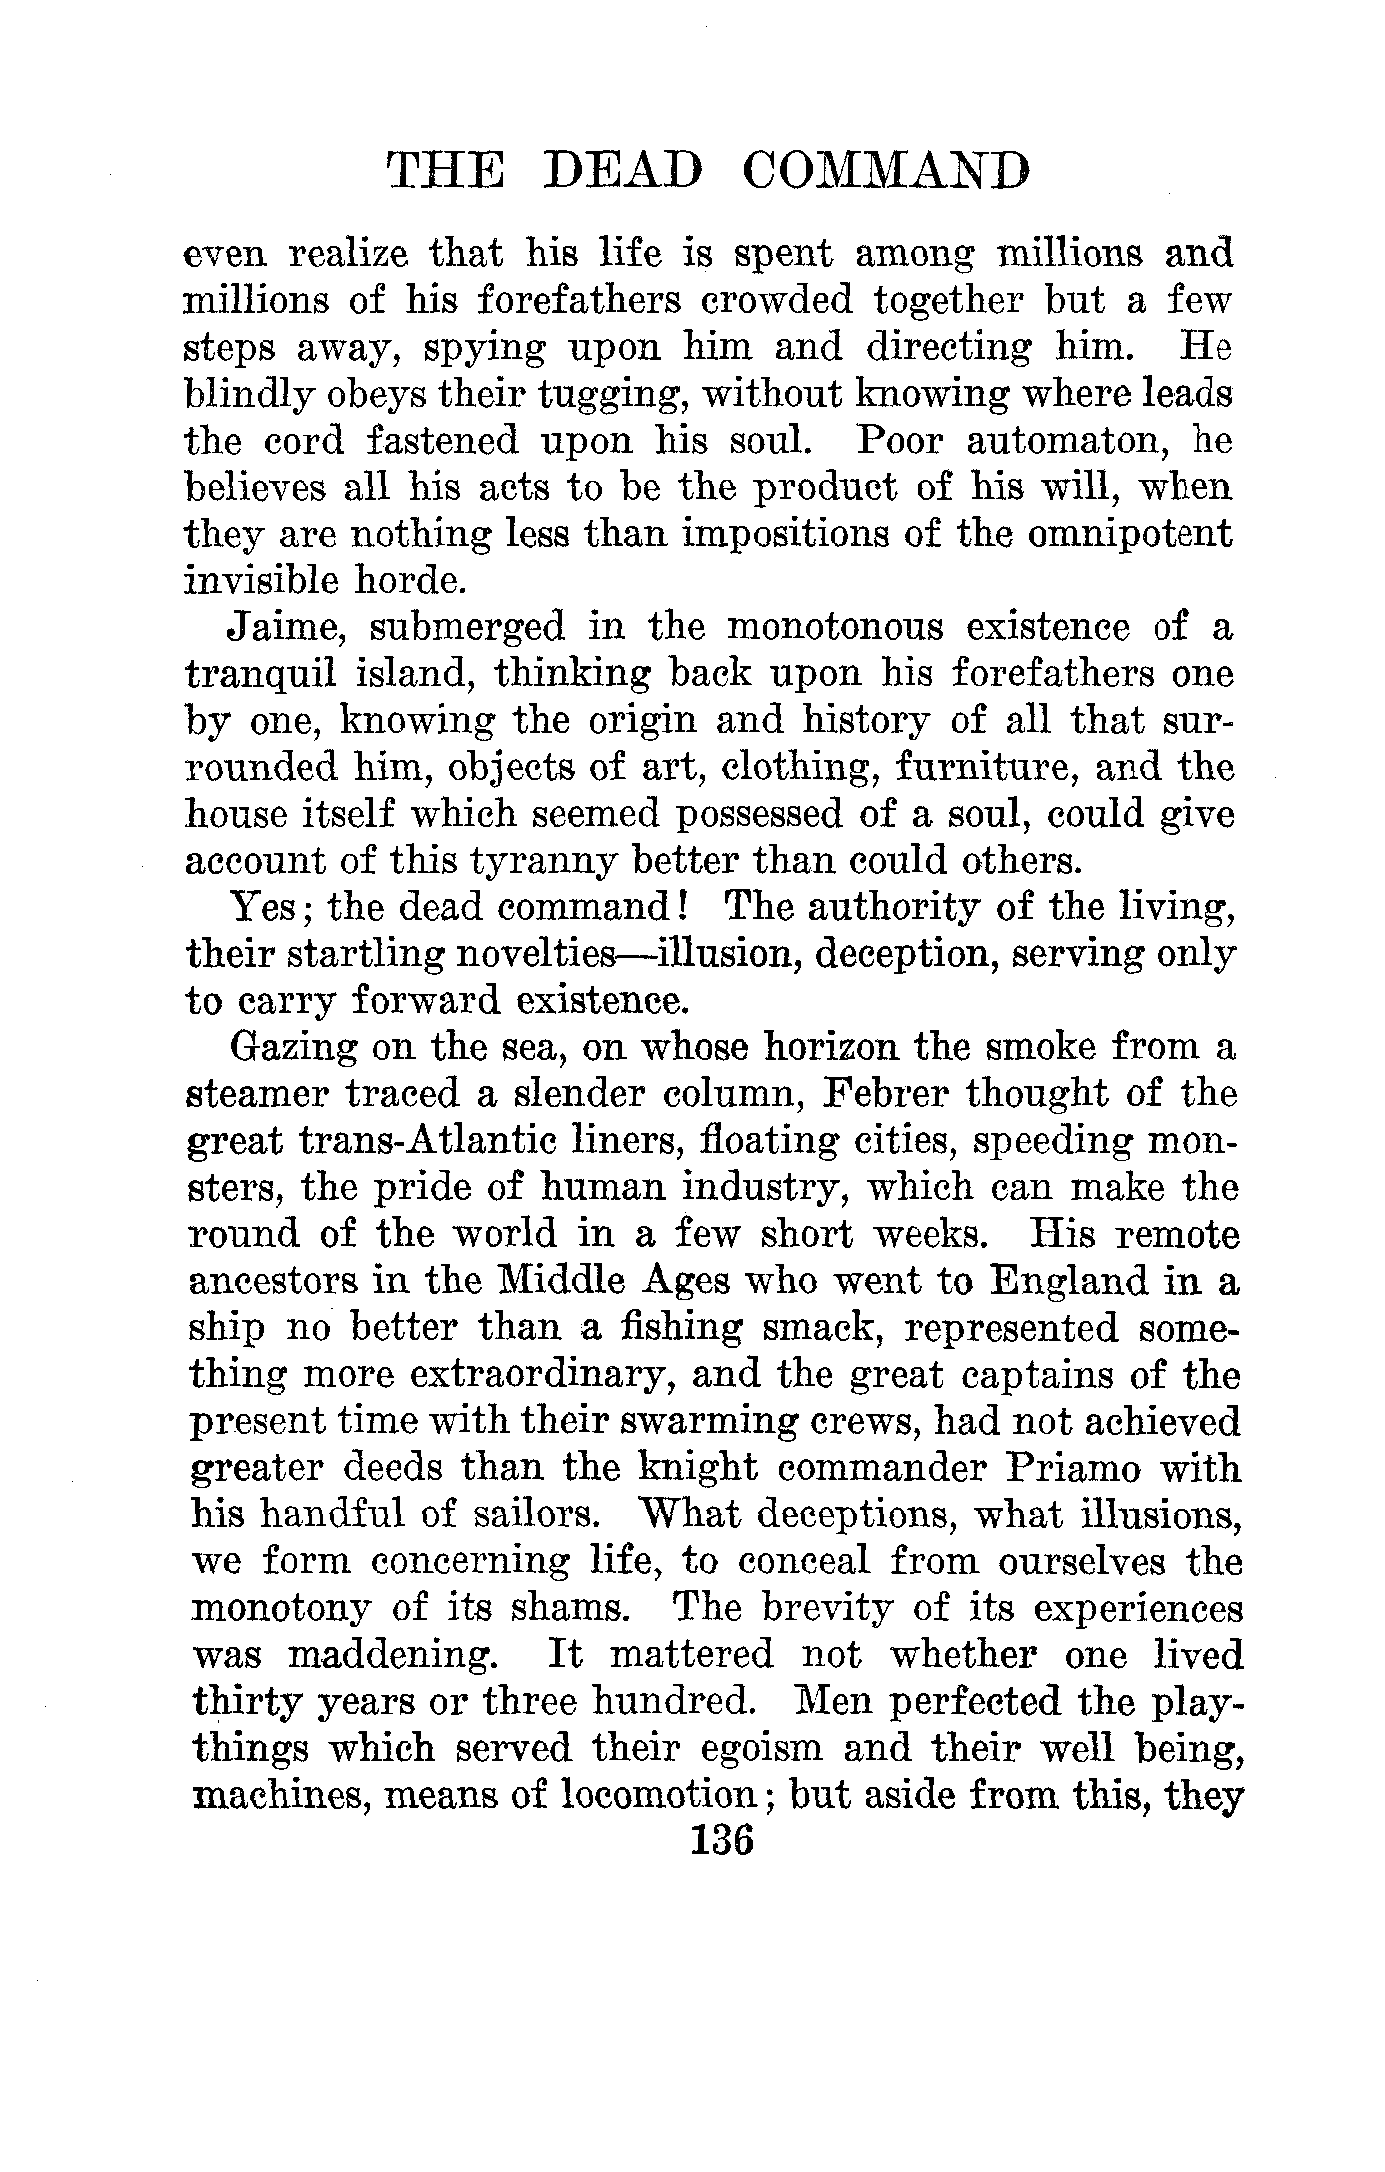 THE DEAD COMMAND
even realize that his life is spent among millions and
millions of his forefathers crowded together but a few
steps away, spying upon him and directing him. He
blindly obeys their tugging, without knowing where leads
the cord fastened upon his soul. Poor automaton, he
believes all his acts to be the product of his will, when
they are nothing less than impositions of the omnipotent
invisible horde.
Jaime, submerged in the monotonous existence of a
tranquil island, thinking back upon his forefathers one
by one, knowing the origin and history of all that sur-
rounded him, objects of art, clothing, furniture, and the
house itself which seemed possessed of a soul, could give
account of this tyranny better than could others.
Yes; the dead command! The authority of the living,
their startling novelties—illusion, deception, serving only
to carry forward existence.
Gazing on the sea, on whose horizon the smoke from a
steamer traced a slender column, Febrer thought of the
great trans-Atlantic liners, floating cities, speeding mon-
sters, the pride of human industry, which can make the
round of the world in a few short weeks. His remote
ancestors in the Middle Ages who went to England in a
ship no better than a fishing smack, represented some-
thing more extraordinary, and the great captains of the
present time with their swarming crews, had not achieved
greater deeds than the knight commander Priamo with
his handful of sailors. What deceptions, what illusions,
we form concerning life, to conceal from ourselves the
monotony of its shams. The brevity of its experiences
was maddening. It mattered not whether one lived
thirty years or three hundred. Men perfected the play-
things which served their egoism and their well being,
machines, means of locomotion; but aside from this, they
136